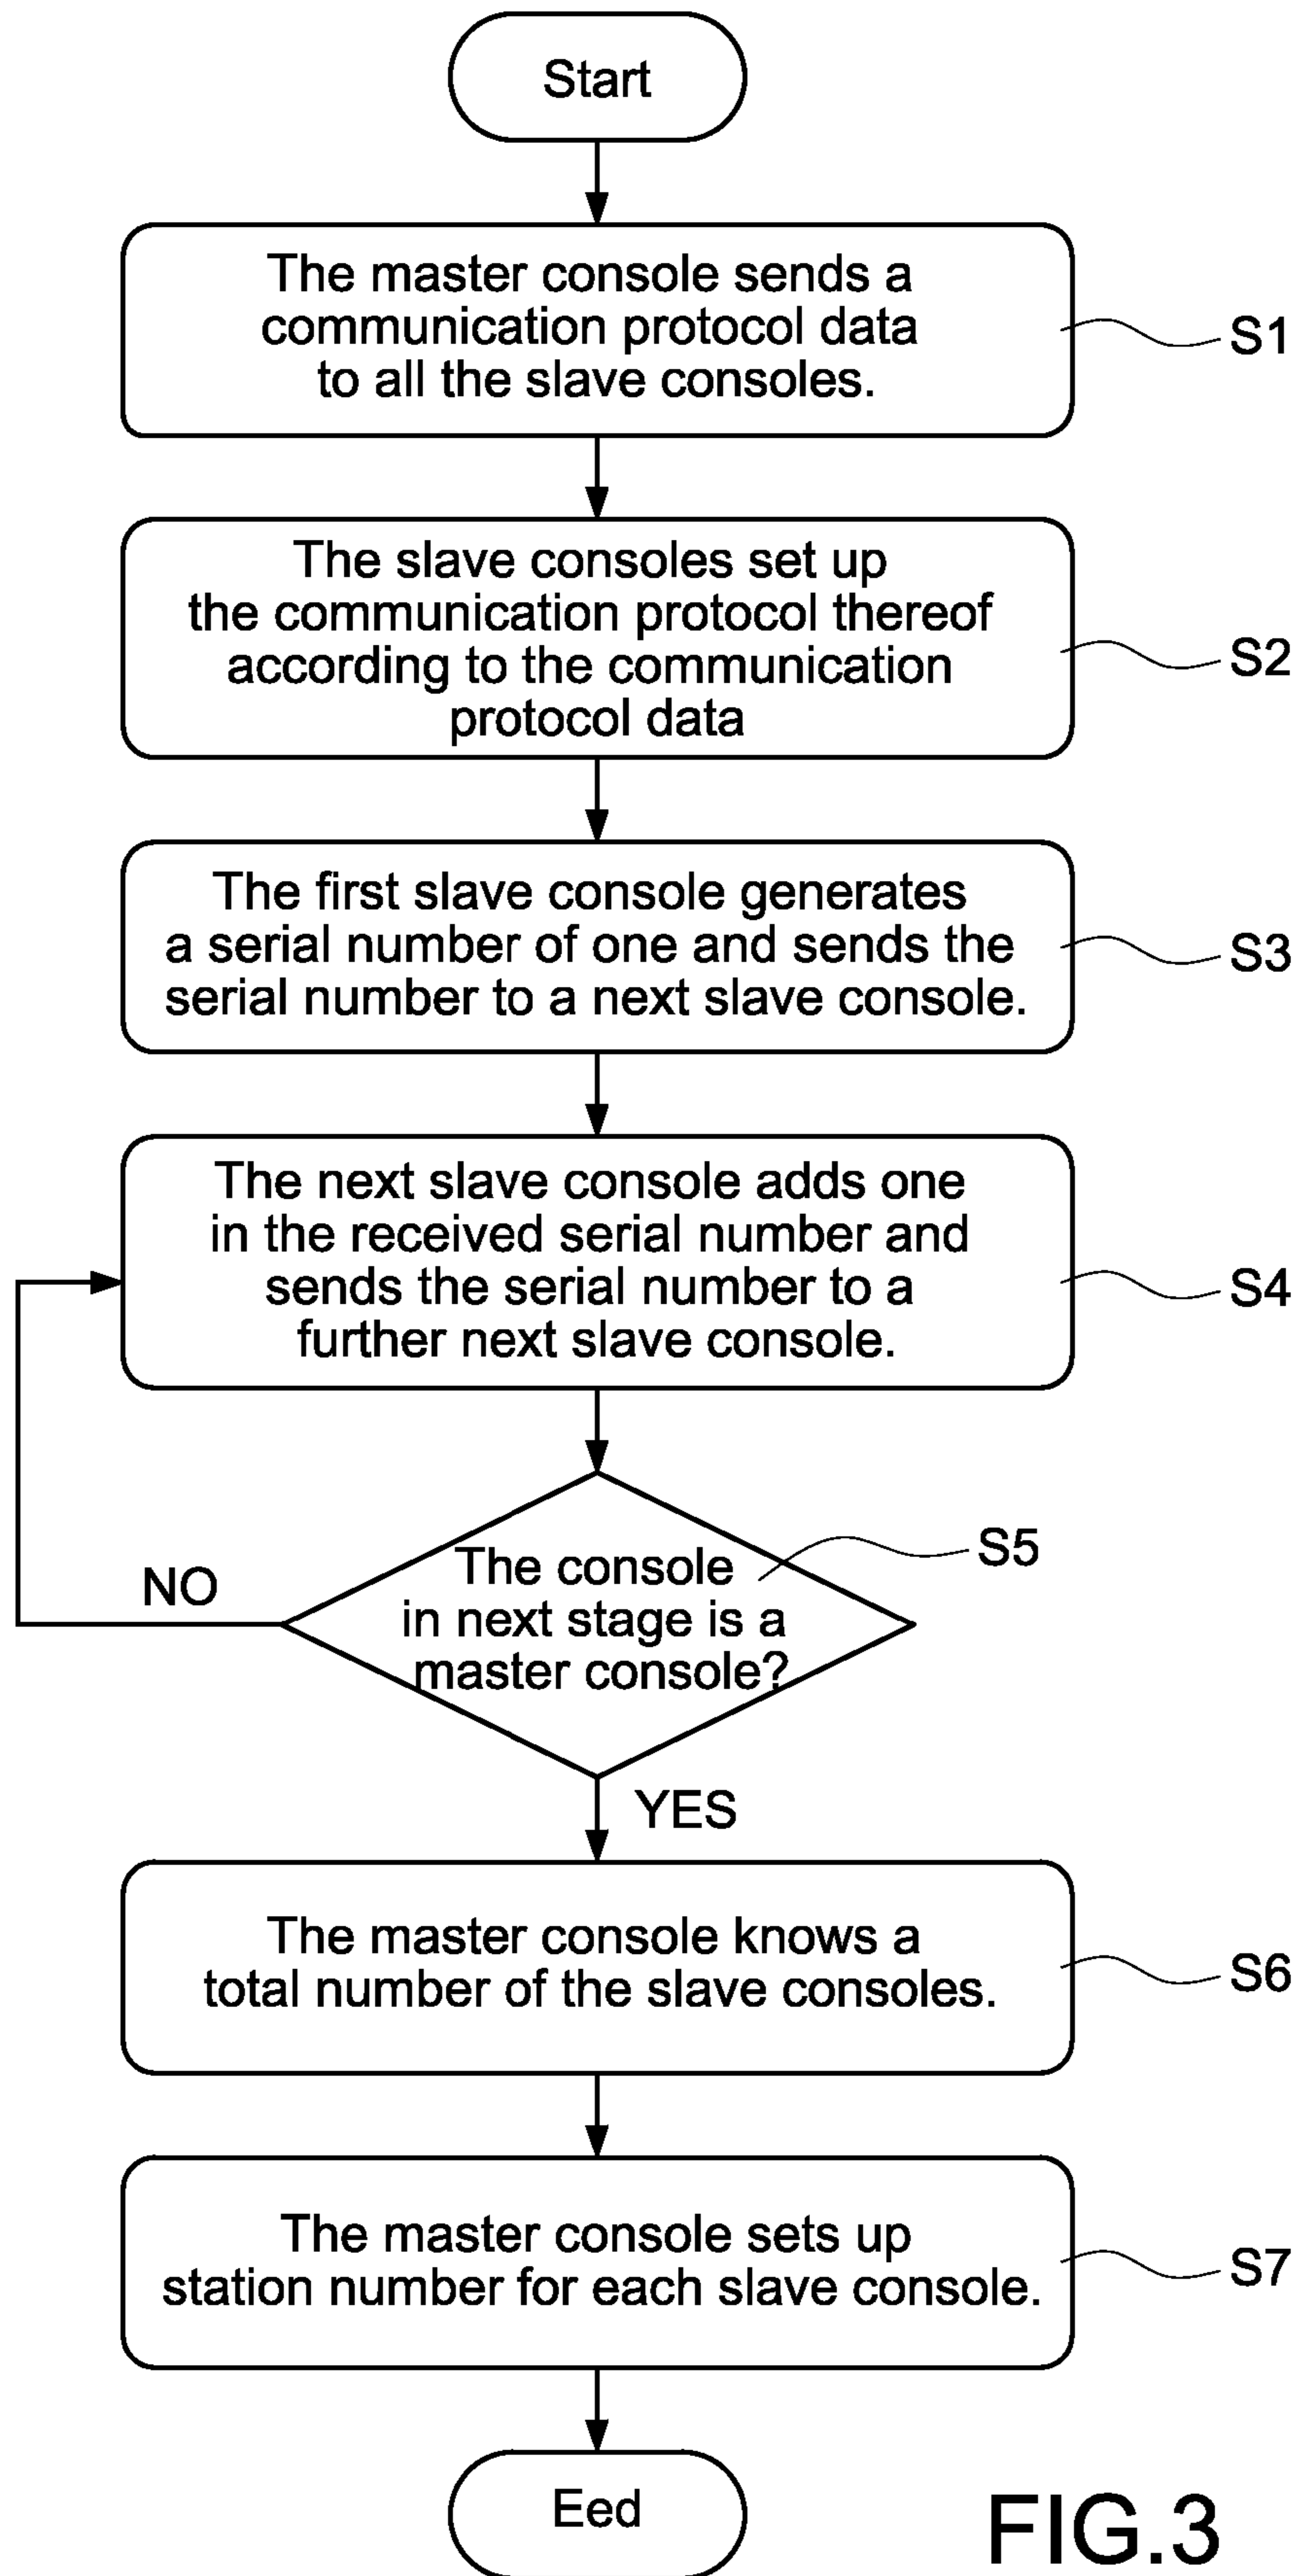 Start
The master console sends a
communication protocol data
to all the slave consoles.
S1
The slave consoles set up
the communication protocol thereof
according to the communication
protocol data
S2
The first slave console generates
a serial number of one and sends the
serial number to a next slave console.
S3
The next slave console adds one
in the received serial number and
sends the serial number to a
further next slave console.
S4
The console
in next stage is a
master console?
S5
NO
YES
The master console knows a
total number of the slave consoles.
S6
The master console sets up
station number for each slave console.
S7
Eed
FIG.3